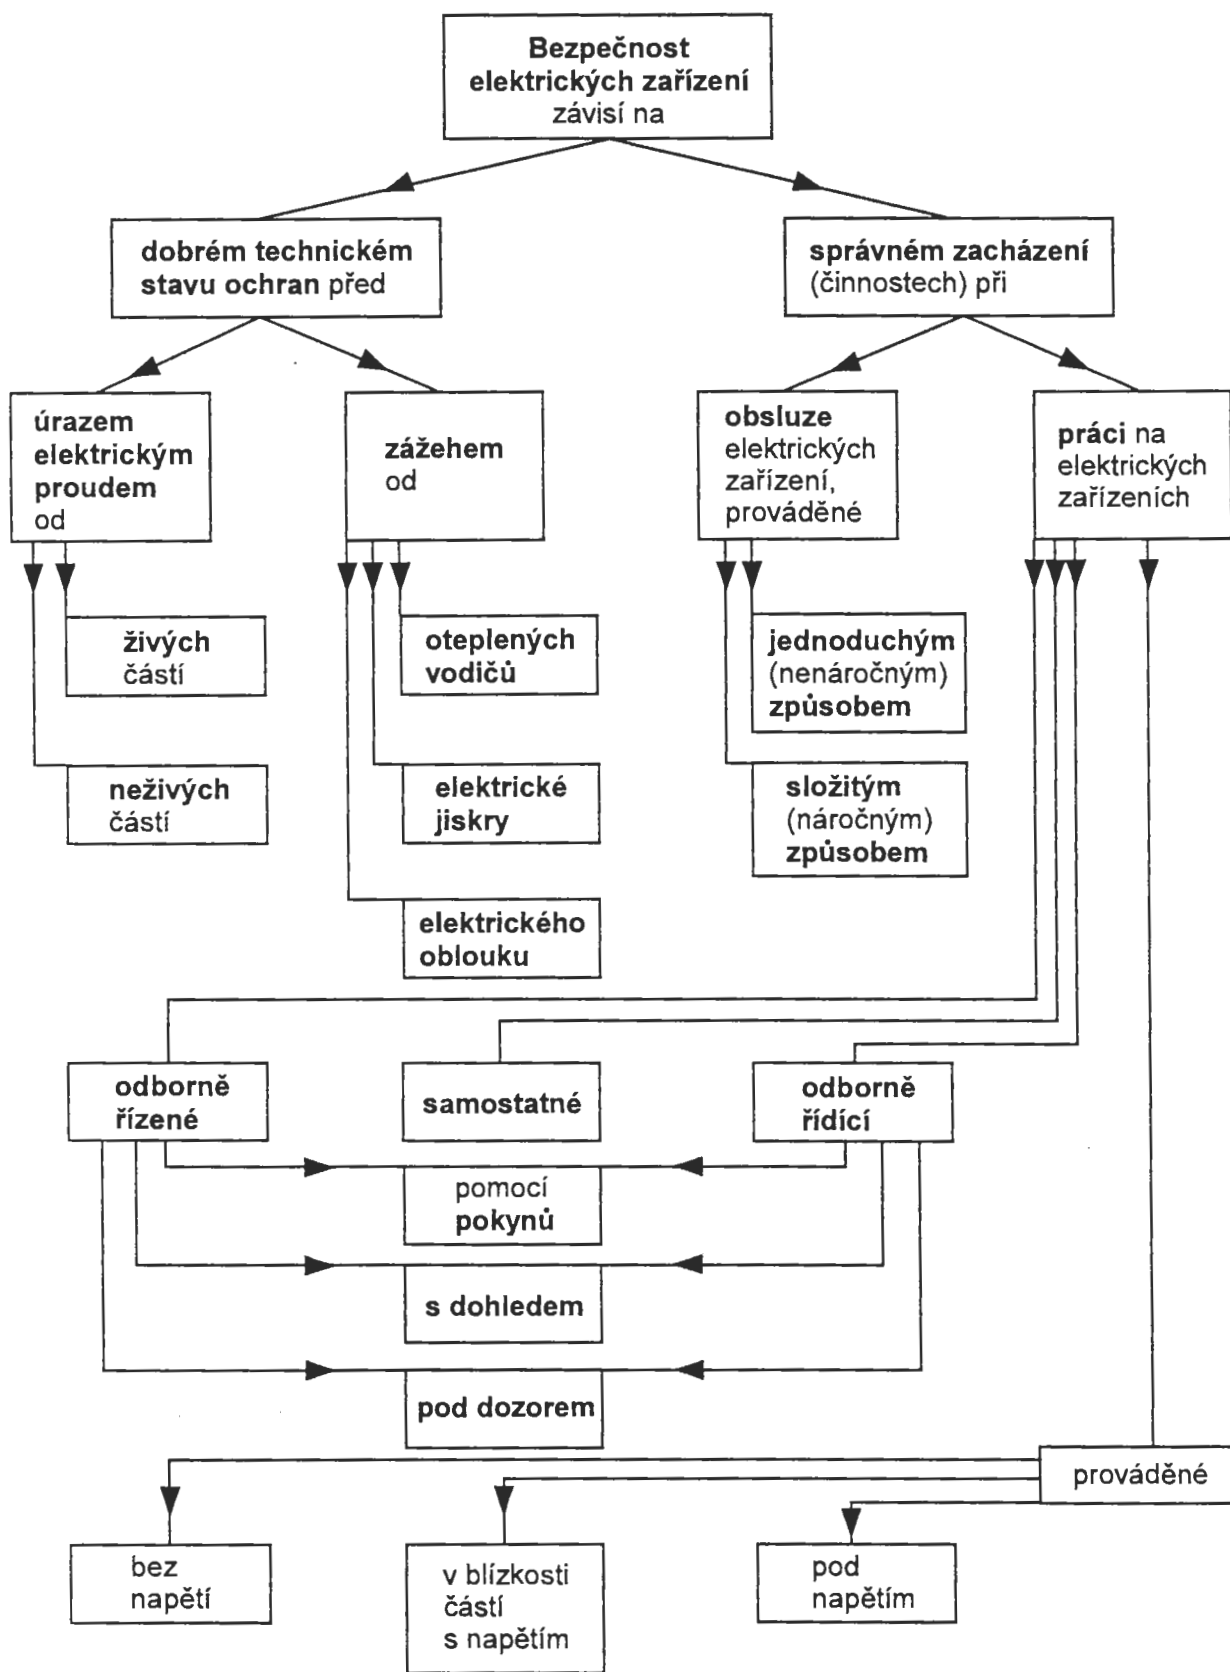 Bezpečnost
elektrických zařízení
závisí na
dobrém technickém
stavu ochran před
správném zacházení
(činnostech) při
úrazem
elektrickým
proudem
od
zážehem
od
obsluze
elektrických
zařízení,
prováděné
práci na
elektrických
zařízeních
živých
částí
oteplených
vodičů
jednoduchým
(nenáročným)
způsobem
neživých
částí
elektrické
jiskry
složitým
(náročným)
způsobem
elektrického
oblouku
odborně
řízené
samostatné
odborně
řídící
pomocí
pokynů
s dohledem
pod dozorem
prováděné
bez
napětí
v blízkosti
částí
s napětím
pod
napětím